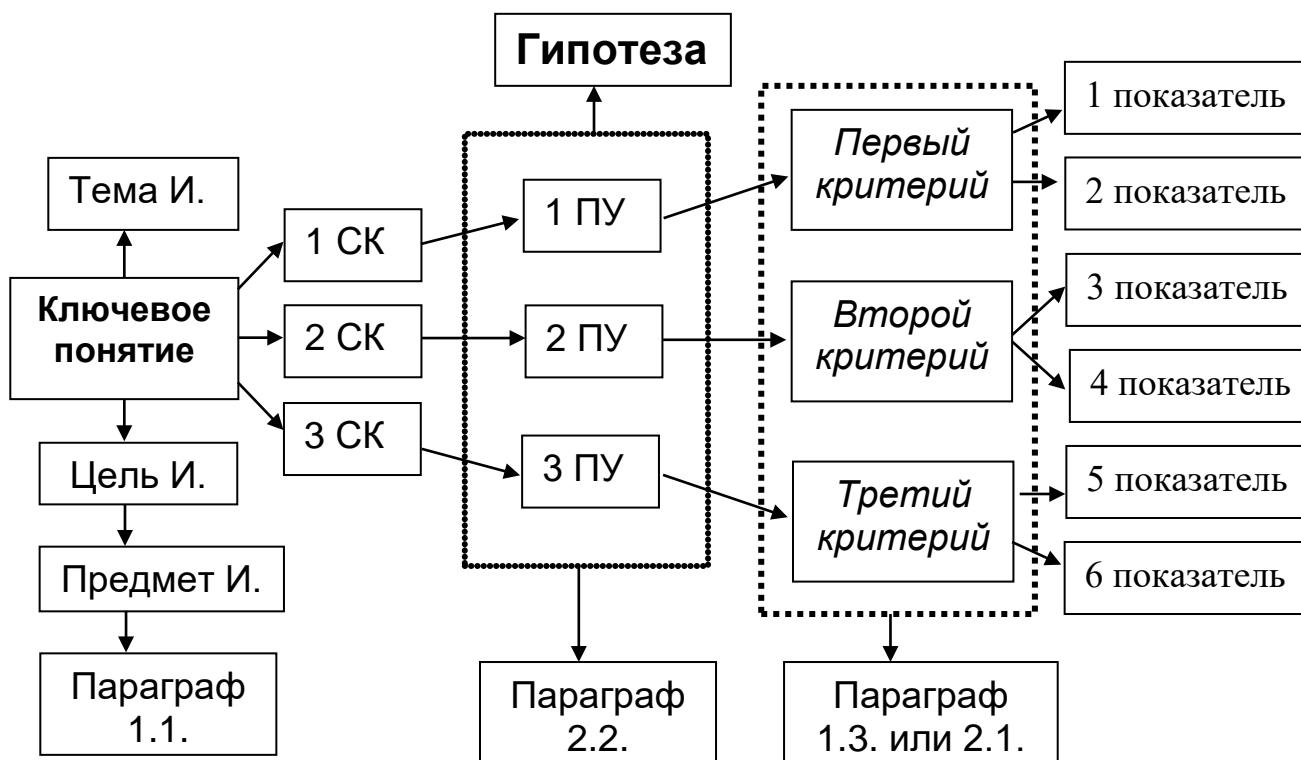 Гипотеза
Тема И.
Ключевое
понятие
Цель И.
Предмет И.
Параграф
1.1.
1 СК
2 СК
3 СК
1 ПУ
2 ПУ
3 ПУ
Параграф
2.2.
Первый
критерий
Второй
критерий
Третий
критерий
Параграф
1.3. или 2.1.
1 показатель
2 показатель
3 показатель
4 показатель
5 показатель
6 показатель